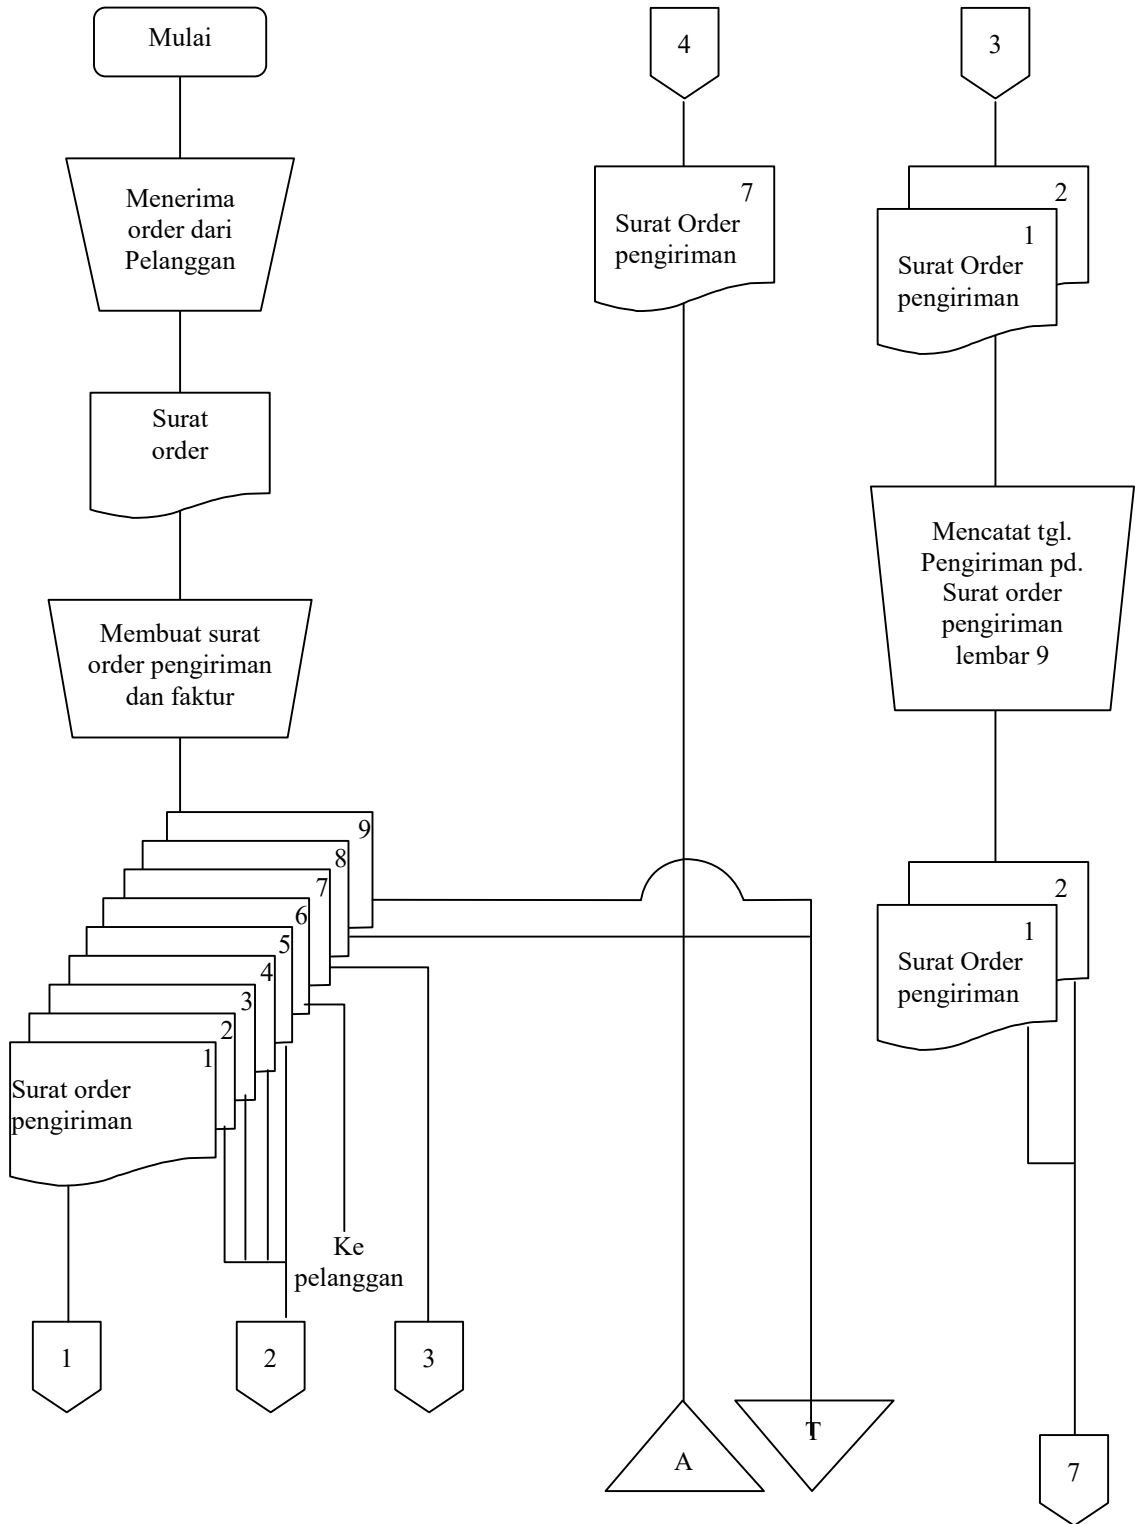 Mulai
Menerima
order dari
Pelanggan
Surat
order
Membuat surat
order pengiriman
dan faktur
9
8
7
6
5
4
3
2
1
Surat order
pengiriman
Ke
pelanggan
1
2
3
4
7
Surat Order
pengiriman
A
T
3
2
1
Surat Order
pengiriman
Mencatat tgl.
Pengiriman pd.
Surat order
pengiriman
lembar 9
2
1
Surat Order
pengiriman
7